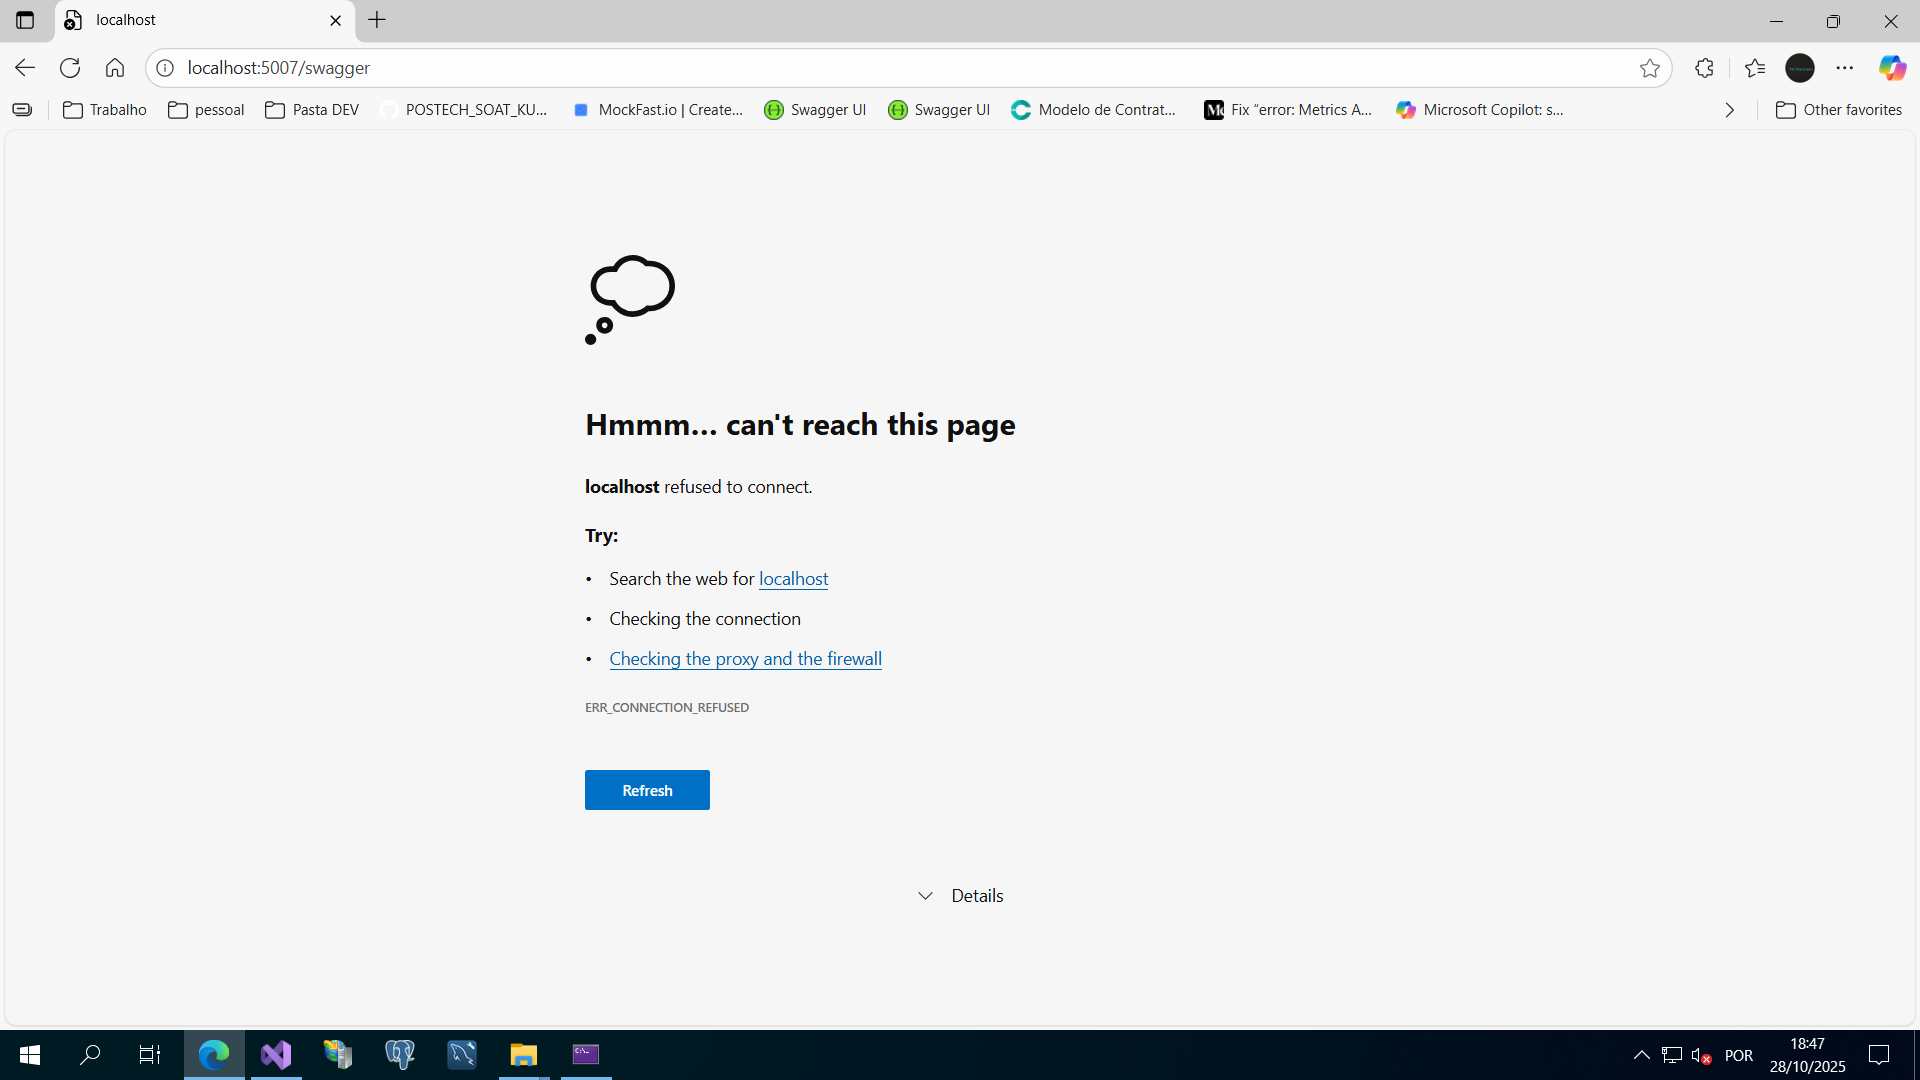 localhost
localhost:5007/swagger
Trabalho pessoal Pasta DEV POSTECH_SOAT_KU... MockFast.io | Create... Swagger UI Swagger UI Modelo de Contrat... Fix "error: Metrics A... Microsoft Copilot: s... Other favorites
Hmmm... can't reach this page
localhost refused to connect.
Try:
• Search the web for localhost
• Checking the connection
• Checking the proxy and the firewall
ERR_CONNECTION_REFUSED
Refresh
Details
POR
18:47
28/10/2025